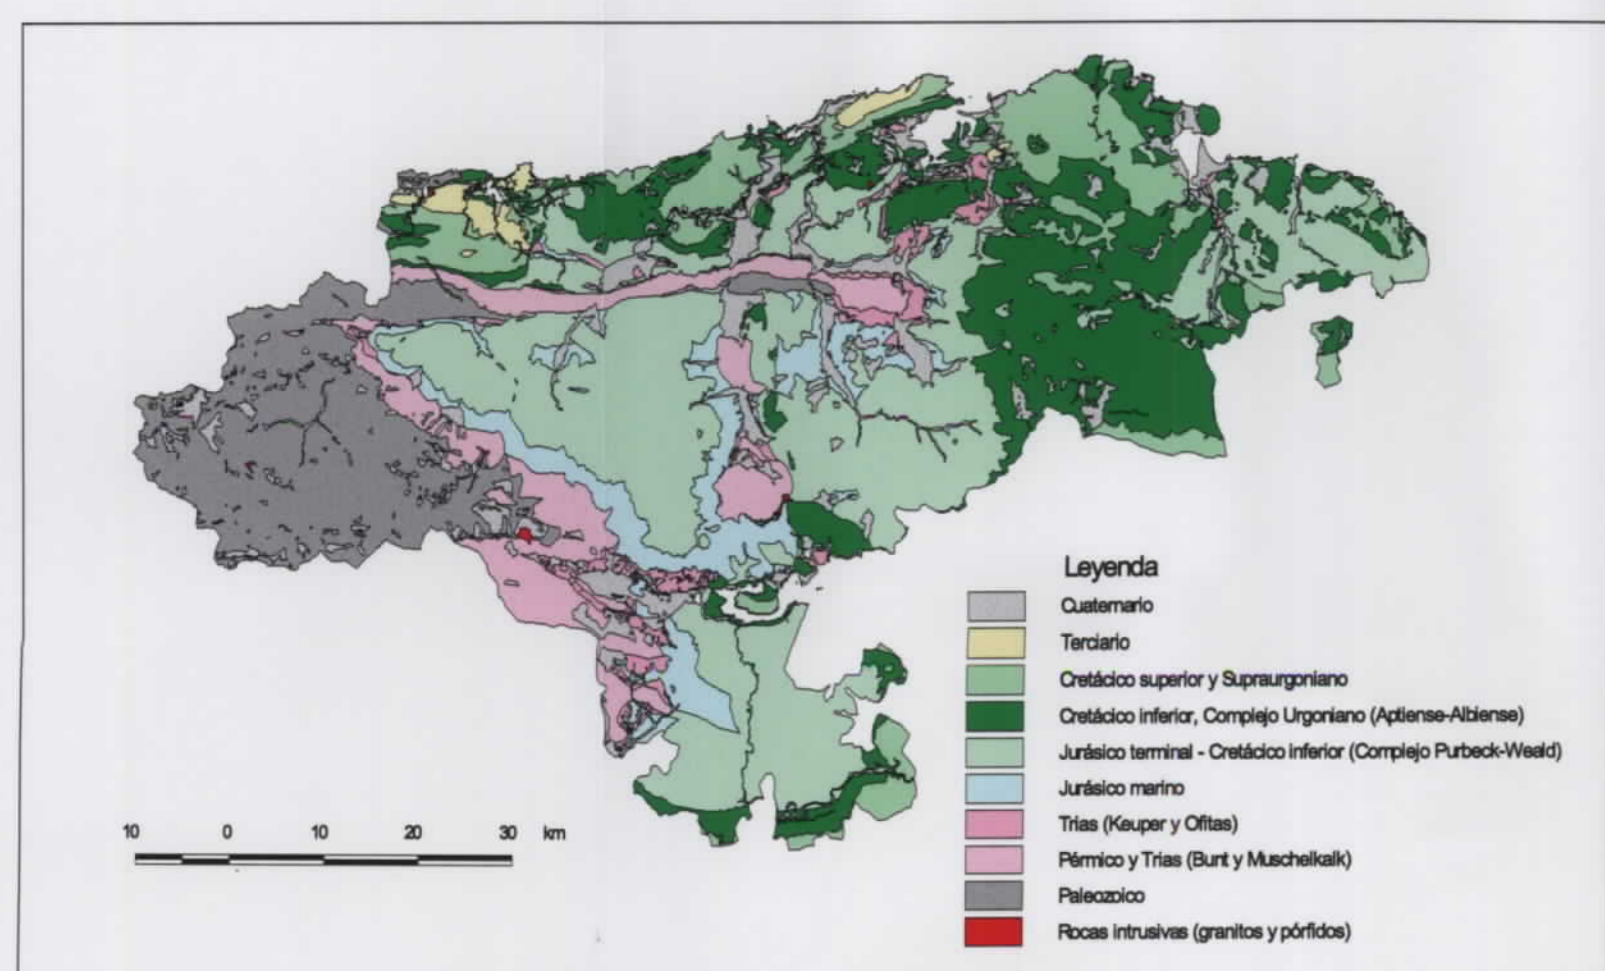 Leyenda
Cuaternario
Terciario
Cretácico superior y Supraurgoniano
Cretácico inferior, Complejo Urgoniano (Aptiense-Albiense)
Jurásico terminal - Cretácico inferior (Complejo Purbeck-Weald)
Jurásico marino
Trias (Keuper y Ofitas)
Pérmico y Trias (Bunt y Muschelkalk)
Paleozoico
Rocas intrusivas (granitos y pórfidos)
10 0 10 20 30 km